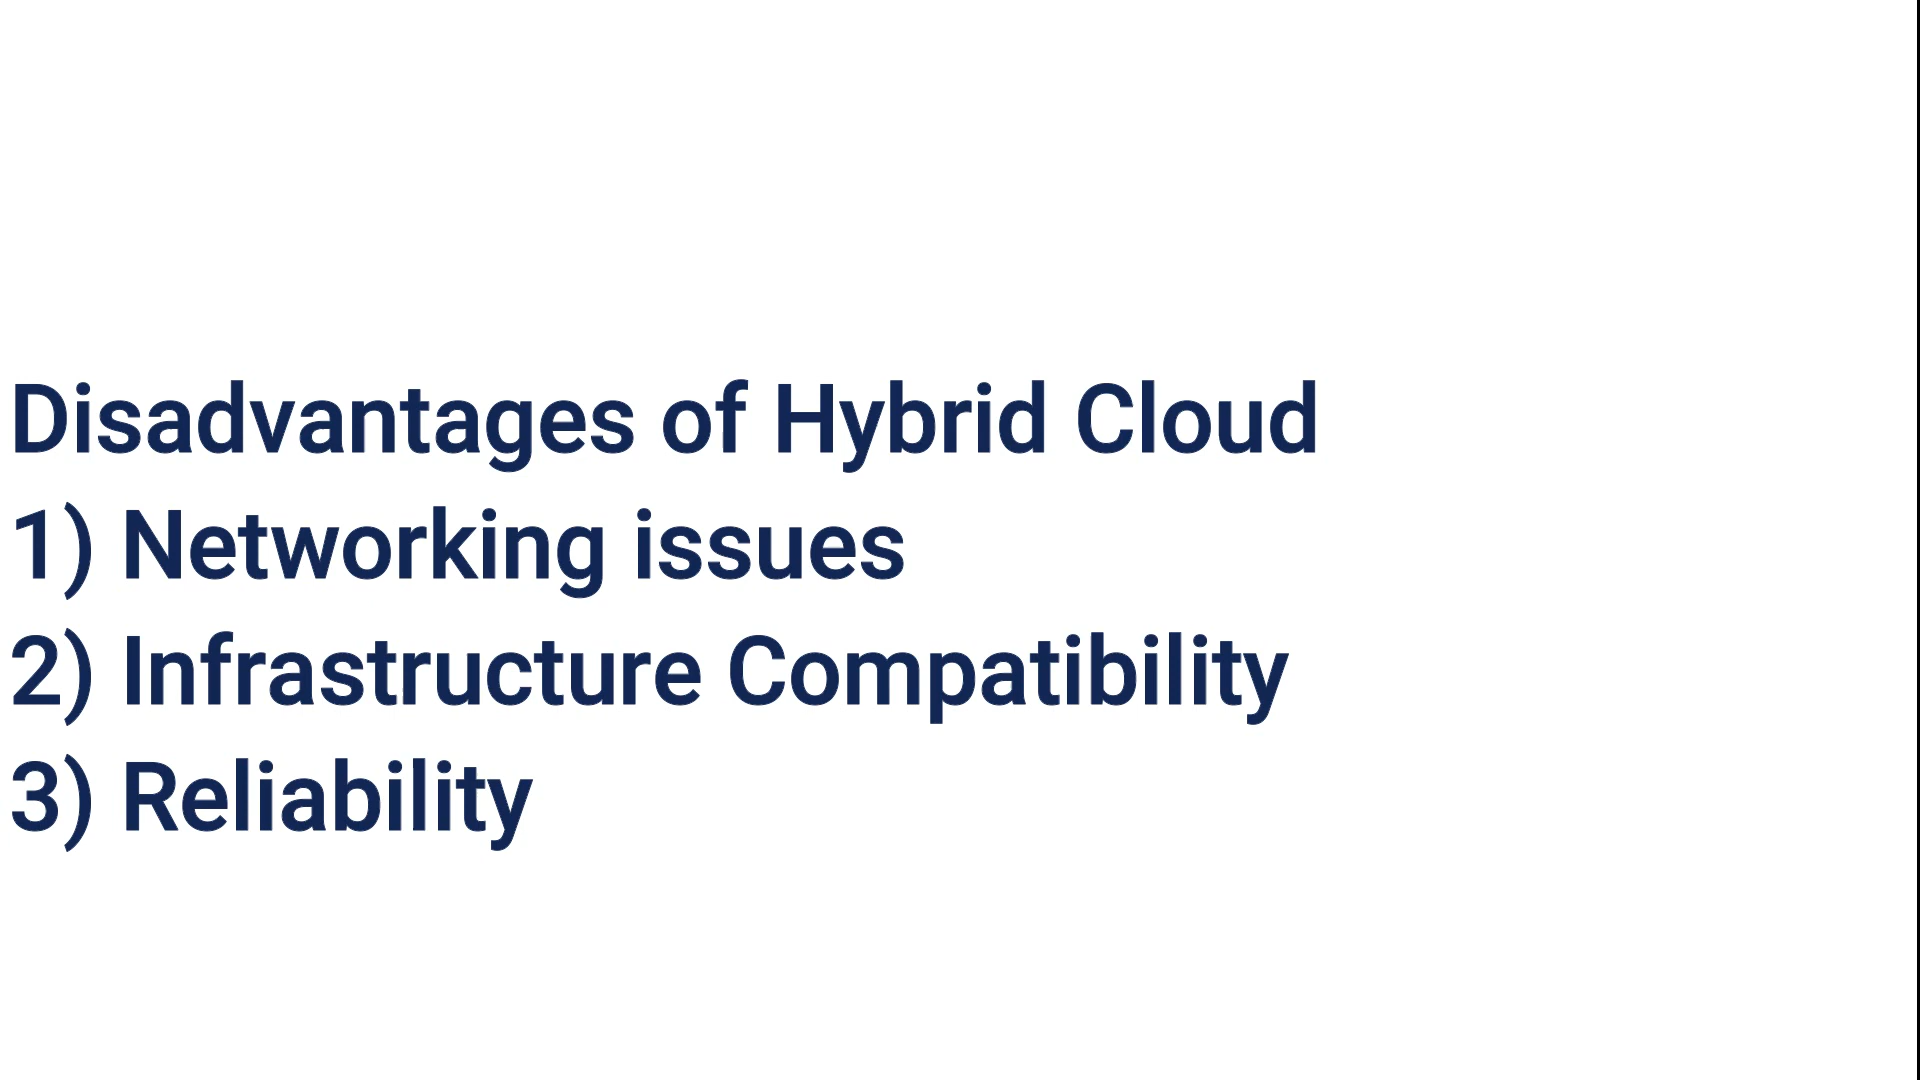 Disadvantages of Hybrid Cloud
1) Networking issues
2) Infrastructure Compatibility
3) Reliability